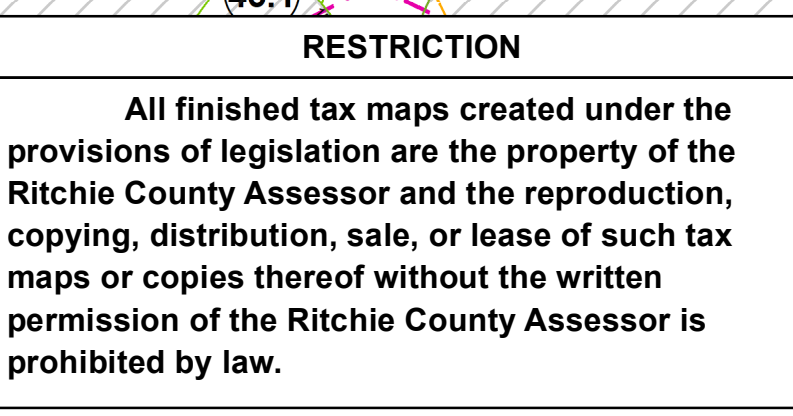 RESTRICTION
All finished tax maps created under the
provisions of legislation are the property of the
Ritchie County Assessor and the reproduction,
copying, distribution, sale, or lease of such tax
maps or copies thereof without the written
permission of the Ritchie County Assessor is
prohibited by law.